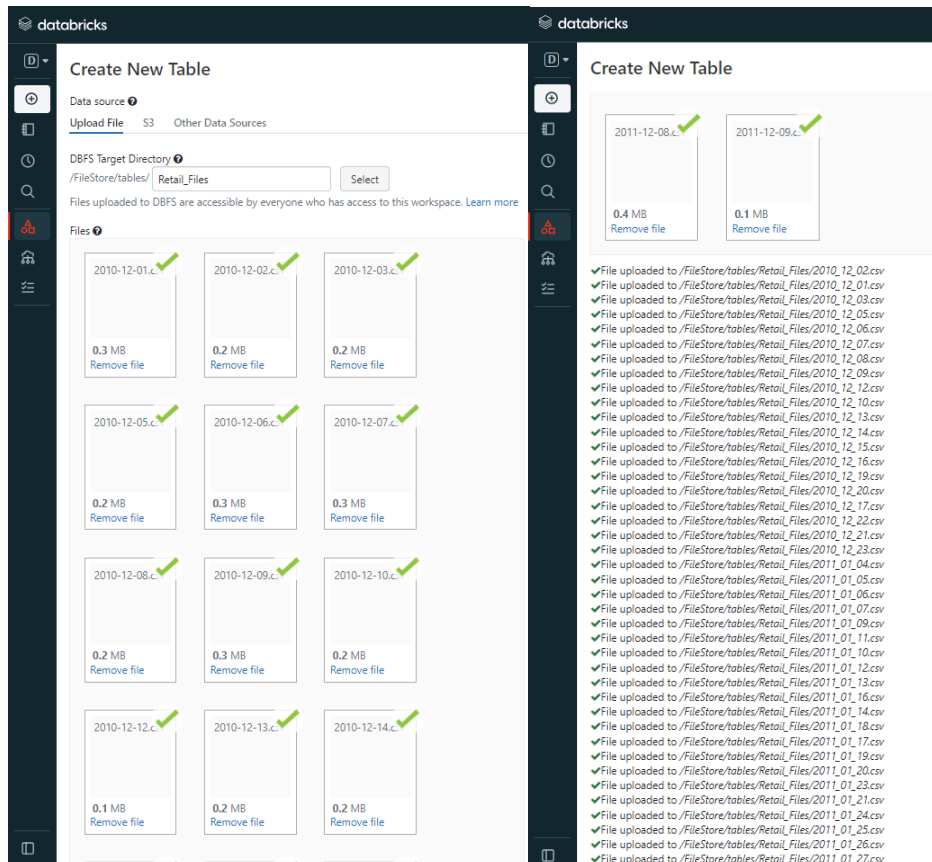 databricks
D
Create New Table
Data source
Upload File S3 Other Data Sources
DBFS Target Directory
/FileStore/tables/ Retail_Files Select
Files uploaded to DBFS are accessible by everyone who has access to this workspace. Learn more
Files
2010-12-01.c... 2010-12-02.c... 2010-12-03.c...
0.3 MB 0.2 MB 0.2 MB
Remove file Remove file Remove file
2010-12-05.c... 2010-12-06.c... 2010-12-07.c...
0.2 MB 0.3 MB 0.3 MB
Remove file Remove file Remove file
2010-12-08.c... 2010-12-09.c... 2010-12-10.c...
0.2 MB 0.3 MB 0.2 MB
Remove file Remove file Remove file
2010-12-12.c... 2010-12-13.c... 2010-12-14.c...
0.1 MB 0.2 MB 0.2 MB
Remove file Remove file Remove file
databricks
D
Create New Table
2011-12-08.c... 2011-12-09.c...
0.4 MB 0.1 MB
Remove file Remove file
File uploaded to /FileStore/tables/Retail_Files/2010_12_02.csv
File uploaded to /FileStore/tables/Retail_Files/2010_12_01.csv
File uploaded to /FileStore/tables/Retail_Files/2010_12_03.csv
File uploaded to /FileStore/tables/Retail_Files/2010_12_05.csv
File uploaded to /FileStore/tables/Retail_Files/2010_12_06.csv
File uploaded to /FileStore/tables/Retail_Files/2010_12_07.csv
File uploaded to /FileStore/tables/Retail_Files/2010_12_08.csv
File uploaded to /FileStore/tables/Retail_Files/2010_12_09.csv
File uploaded to /FileStore/tables/Retail_Files/2010_12_12.csv
File uploaded to /FileStore/tables/Retail_Files/2010_12_10.csv
File uploaded to /FileStore/tables/Retail_Files/2010_12_13.csv
File uploaded to /FileStore/tables/Retail_Files/2010_12_14.csv
File uploaded to /FileStore/tables/Retail_Files/2010_12_15.csv
File uploaded to /FileStore/tables/Retail_Files/2010_12_16.csv
File uploaded to /FileStore/tables/Retail_Files/2010_12_19.csv
File uploaded to /FileStore/tables/Retail_Files/2010_12_20.csv
File uploaded to /FileStore/tables/Retail_Files/2010_12_17.csv
File uploaded to /FileStore/tables/Retail_Files/2010_12_22.csv
File uploaded to /FileStore/tables/Retail_Files/2010_12_21.csv
File uploaded to /FileStore/tables/Retail_Files/2010_12_23.csv
File uploaded to /FileStore/tables/Retail_Files/2011_01_04.csv
File uploaded to /FileStore/tables/Retail_Files/2011_01_05.csv
File uploaded to /FileStore/tables/Retail_Files/2011_01_06.csv
File uploaded to /FileStore/tables/Retail_Files/2011_01_07.csv
File uploaded to /FileStore/tables/Retail_Files/2011_01_09.csv
File uploaded to /FileStore/tables/Retail_Files/2011_01_11.csv
File uploaded to /FileStore/tables/Retail_Files/2011_01_10.csv
File uploaded to /FileStore/tables/Retail_Files/2011_01_12.csv
File uploaded to /FileStore/tables/Retail_Files/2011_01_13.csv
File uploaded to /FileStore/tables/Retail_Files/2011_01_16.csv
File uploaded to /FileStore/tables/Retail_Files/2011_01_14.csv
File uploaded to /FileStore/tables/Retail_Files/2011_01_18.csv
File uploaded to /FileStore/tables/Retail_Files/2011_01_17.csv
File uploaded to /FileStore/tables/Retail_Files/2011_01_19.csv
File uploaded to /FileStore/tables/Retail_Files/2011_01_20.csv
File uploaded to /FileStore/tables/Retail_Files/2011_01_23.csv
File uploaded to /FileStore/tables/Retail_Files/2011_01_21.csv
File uploaded to /FileStore/tables/Retail_Files/2011_01_24.csv
File uploaded to /FileStore/tables/Retail_Files/2011_01_25.csv
File uploaded to /FileStore/tables/Retail_Files/2011_01_26.csv
File uploaded to /FileStore/tables/Retail_Files/2011_01_27.csv